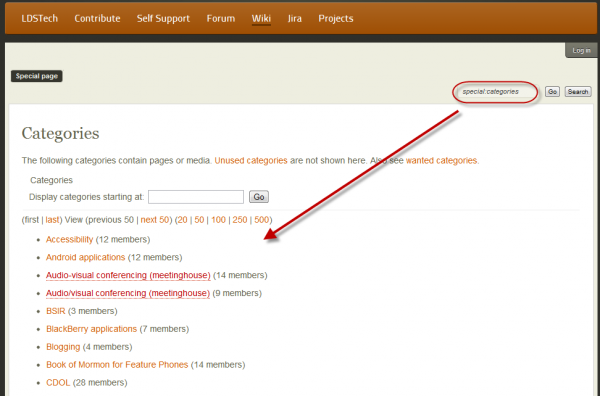 LDSTech Contribute Self Support Forum Wiki Jira Projects
Log in
Special page
special:categories Go Search
Categories
The following categories contain pages or media. Unused categories are not shown here. Also see wanted categories.
Categories
Display categories starting at: Go
(first | last) View (previous 50 | next 50) (20 | 50 | 100 | 250 | 500)
Accessibility (12 members)
Android applications (12 members)
Audio-visual conferencing (meetinghouse) (14 members)
Audio/visual conferencing (meetinghouse) (9 members)
BSIR (3 members)
BlackBerry applications (7 members)
Blogging (4 members)
Book of Mormon for Feature Phones (14 members)
CDOL (28 members)